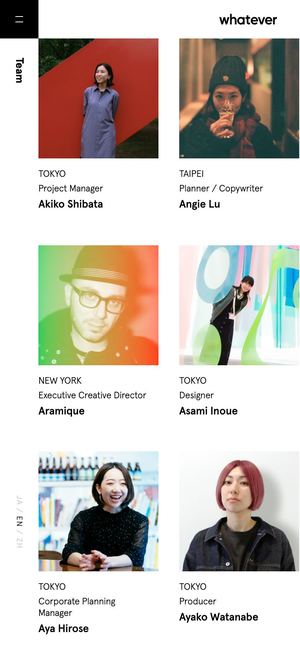 whatever
Team
TOKYO
Project Manager
Akiko Shibata
TAIPEI
Planner / Copywriter
Angie Lu
NEW YORK
Executive Creative Director
Aramique
TOKYO
Designer
Asami Inoue
JA / EN / ZH
TOKYO
Corporate Planning
Manager
Aya Hirose
TOKYO
Producer
Ayako Watanabe